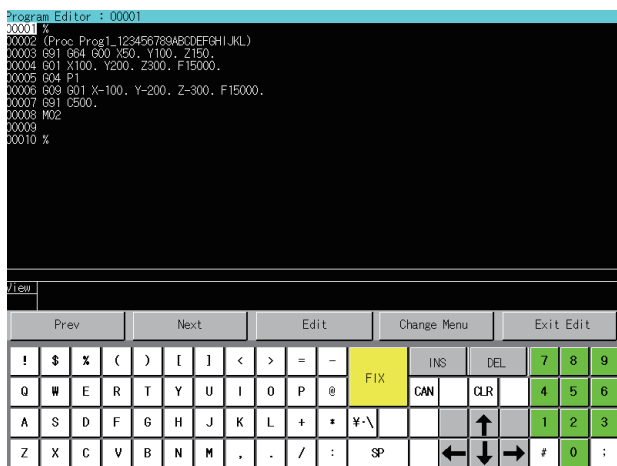 Program Editor : 00001
00001 %
00002 (Proc Prog1_123456789ABCDEFGHIJKL)
00003 G91 G64 G00 X50. Y100. Z150.
00004 G01 X100. Y200. Z300. F15000.
00005 G04 P1
00006 G09 G01 X-100. Y-200. Z-300. F15000.
00007 G91 C500.
00008 M02
00009
00010 %
View
Prev Next Edit Change Menu Exit Edit
! $ % ( ) [ ] < > = - FIX INS DEL 7 8 9
Q W E R T Y U I O P @ CAN CLR 4 5 6
A S D F G H J K L + * ¥·\ ↑ 1 2 3
Z X C V B N M , . / : SP ← ↓ → # 0 ;